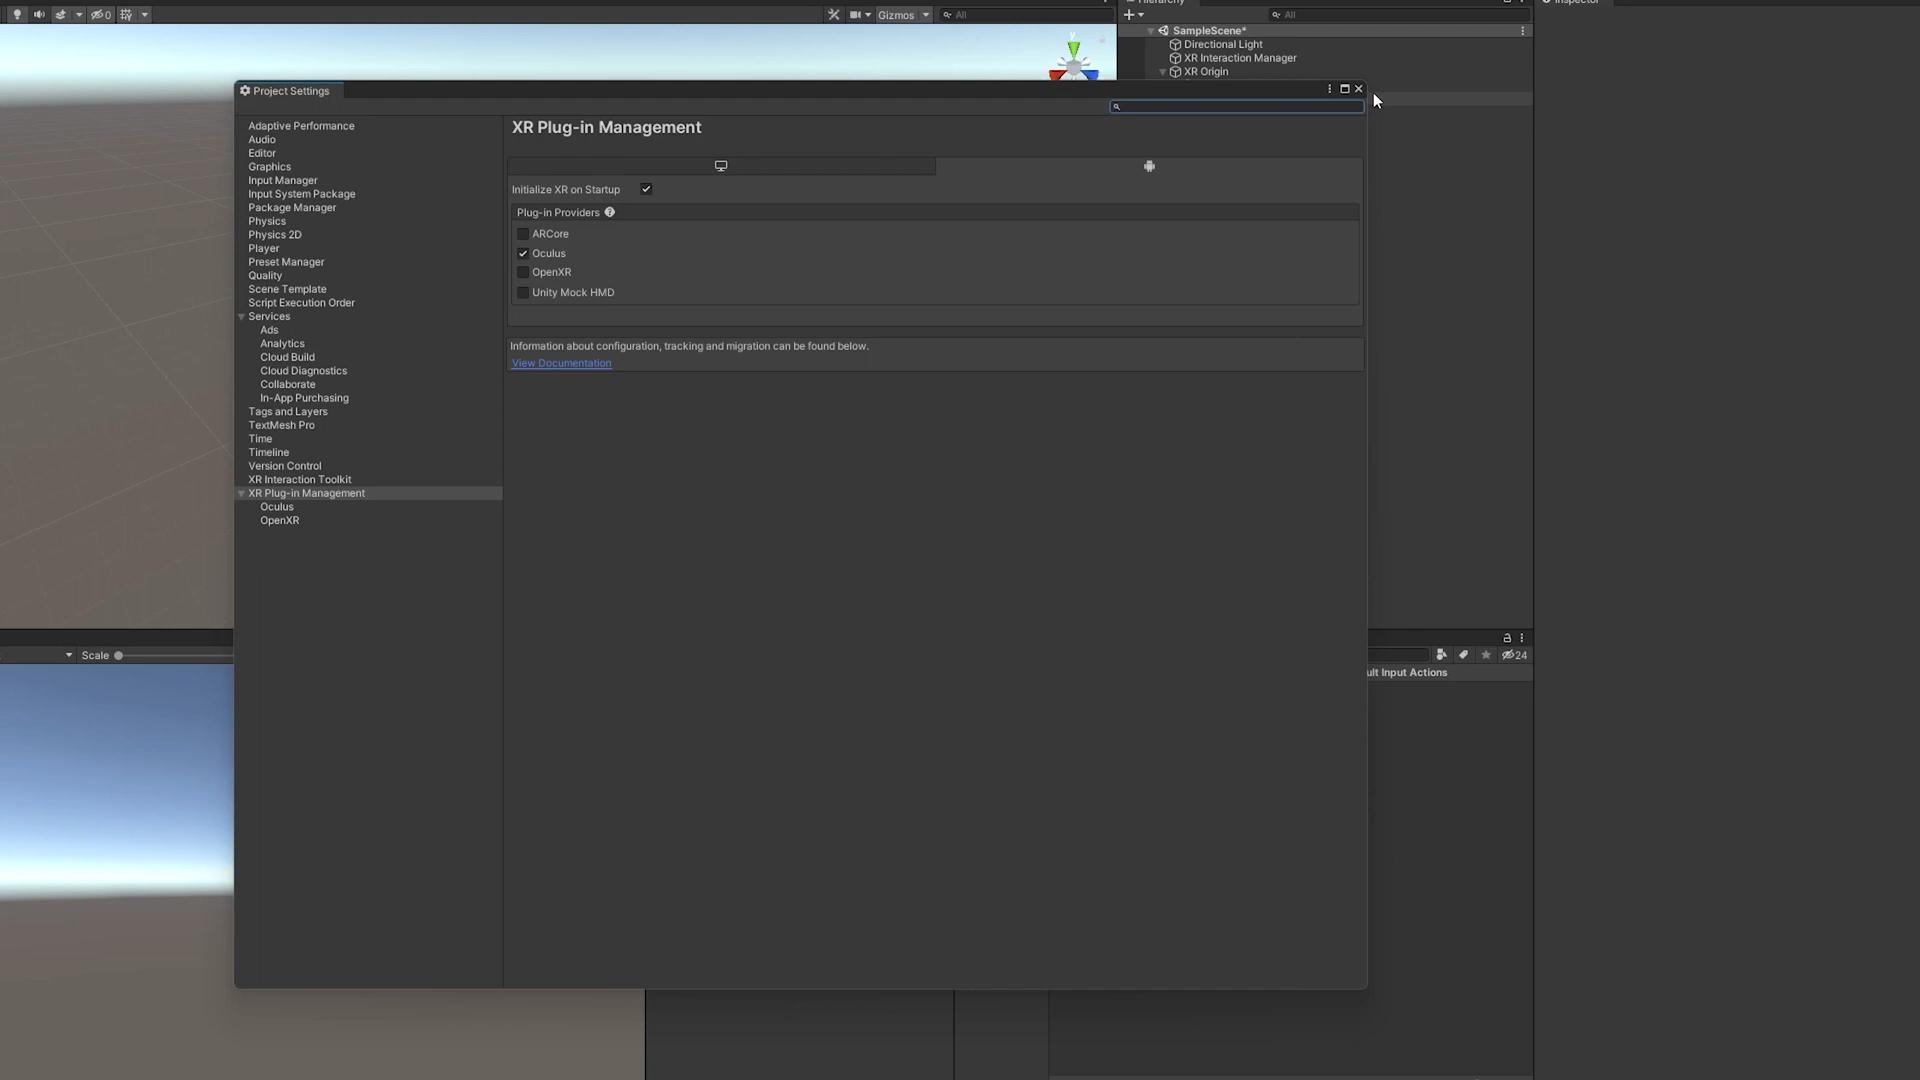 0
Gizmos
All
Hierarchy
Inspector
All
SampleScene*
Directional Light
XR Interaction Manager
XR Origin
Project Settings
Adaptive Performance
Audio
Editor
Graphics
Input Manager
Input System Package
Package Manager
Physics
Physics 2D
Player
Preset Manager
Quality
Scene Template
Script Execution Order
Services
Ads
Analytics
Cloud Build
Cloud Diagnostics
Collaborate
In-App Purchasing
Tags and Layers
TextMesh Pro
Time
Timeline
Version Control
XR Interaction Toolkit
XR Plug-in Management
Oculus
OpenXR
XR Plug-in Management
Initialize XR on Startup
Plug-in Providers
ARCore
Oculus
OpenXR
Unity Mock HMD
Information about configuration, tracking and migration can be found below.
View Documentation
Scale
24
ult Input Actions